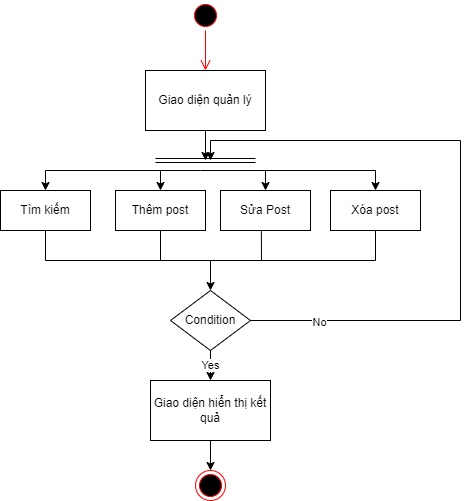 Giao diện quản lý
Tìm kiếm
Thêm post
Sửa Post
Xóa post
Condition
No
Yes
Giao diện hiển thị kết
quả